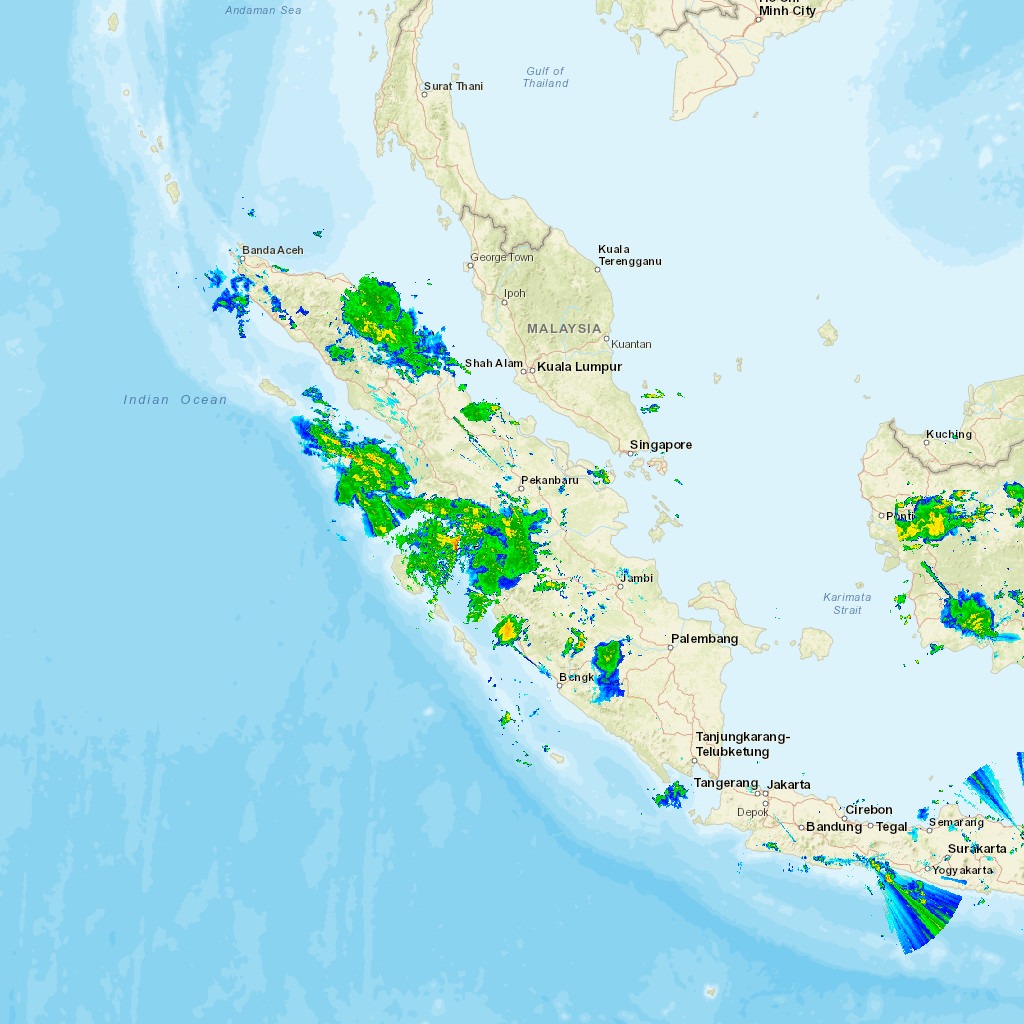 Andaman Sea
Minh City
Gulf of
Thailand
Surat Thani
Banda Aceh
George Town
Kuala
Terengganu
Ipoh
MALAYSIA
Kuantan
Shah Alam
Kuala Lumpur
Indian Ocean
Kuching
Singapore
Pekanbaru
Ponti
Jambi
Karimata
Strait
Palembang
Bengk
Tanjungkarang-
Telubketung
Tangerang
Jakarta
Depok
Cirebon
Bandung
Tegal
Semarang
Surakarta
Yogyakarta